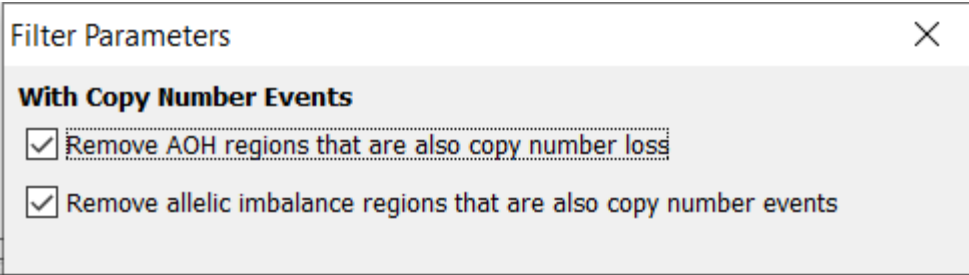 Filter Parameters
With Copy Number Events
Remove AOH regions that are also copy number loss
Remove allelic imbalance regions that are also copy number events